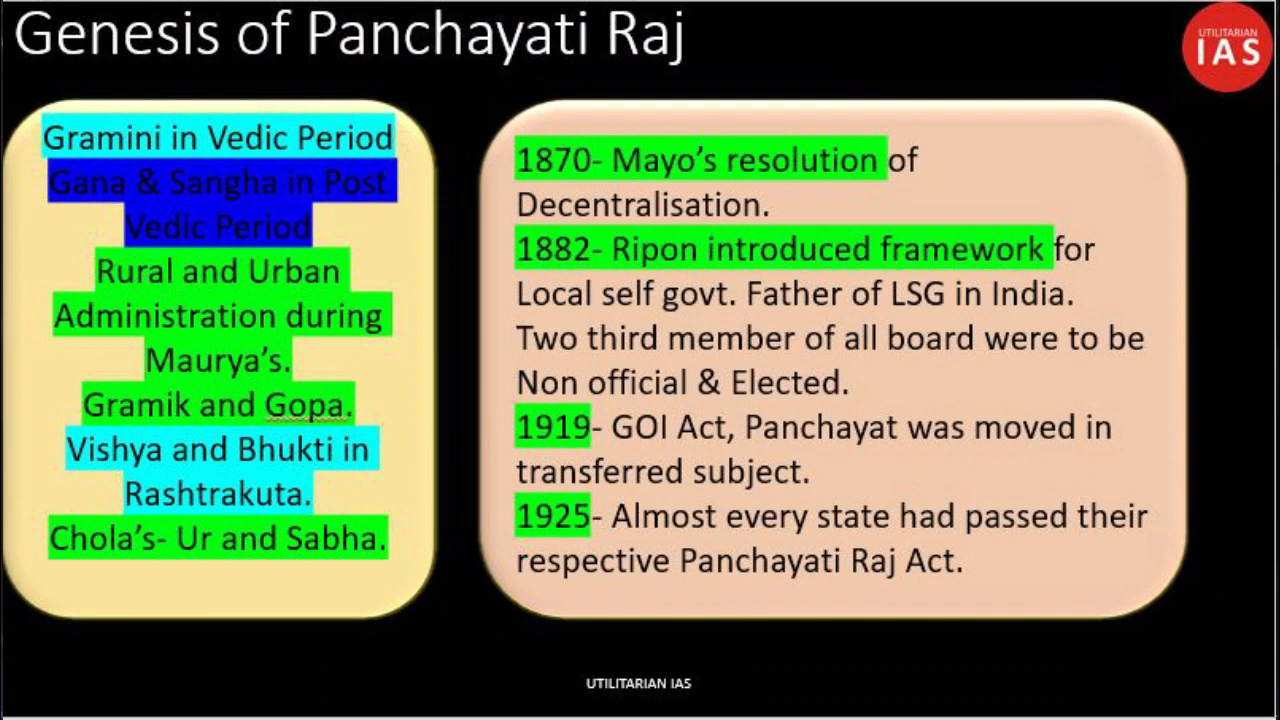 Genesis of Panchayati Raj
UTILITARIAN
IAS
Gramini in Vedic Period
Gana & Sangha in Post
Vedic Period
Rural and Urban
Administration during
Maurya's.
Gramik and Gopa.
Vishya and Bhukti in
Rashtrakuta.
Chola's- Ur and Sabha.
1870- Mayo's resolution of
Decentralisation.
1882- Ripon introduced framework for
Local self govt. Father of LSG in India.
Two third member of all board were to be
Non official & Elected.
1919- GOI Act, Panchayat was moved in
transferred subject.
1925- Almost every state had passed their
respective Panchayati Raj Act.
UTILITARIAN IAS